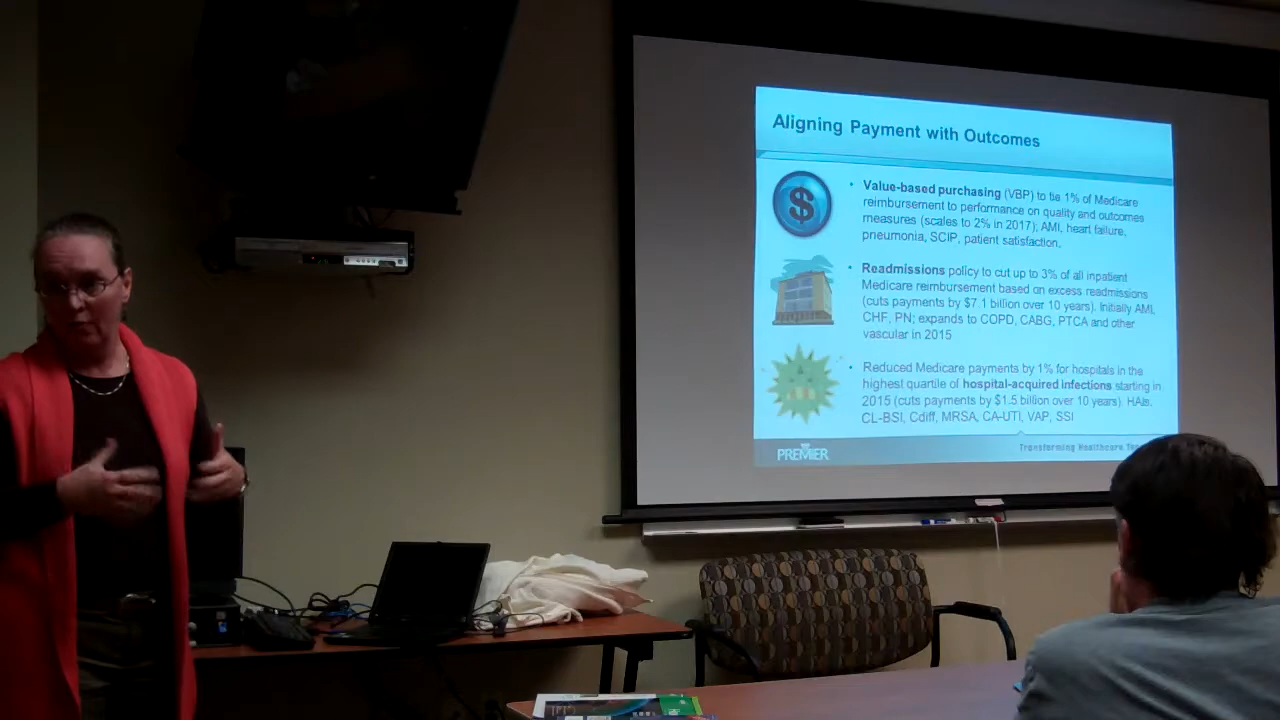 Aligning Payment with Outcomes
$
• Value-based purchasing (VBP) to tie 1% of Medicare
reimbursement to performance on quality and outcomes
measures (scales to 2% in 2017); AMI, heart failure,
pneumonia, SCIP, patient satisfaction.
• Readmissions policy to cut up to 3% of all inpatient
Medicare reimbursement based on excess readmissions
(cuts payments by $7.1 billion over 10 years). Initially AMI,
CHF, PN; expands to COPD, CABG, PTCA and other
vascular in 2015
• Reduced Medicare payments by 1% for hospitals in the
highest quartile of hospital-acquired infections starting in
2015 (cuts payments by $1.5 billion over 10 years). HAIs,
CL-BSI, Cdiff, MRSA, CA-UTI, VAP, SSI
PREMIER
Transforming Healthcare